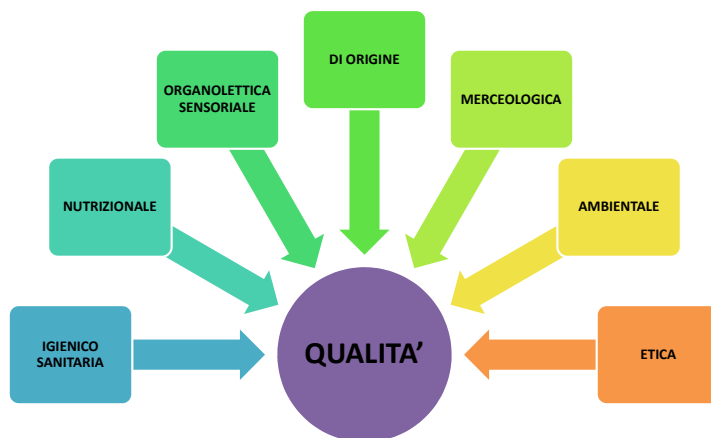 DI ORIGINE
ORGANOLETTICA
SENSORIALE
MERCEOLOGICA
NUTRIZIONALE
AMBIENTALE
IGIENICO
SANITARIA
QUALITA’
ETICA